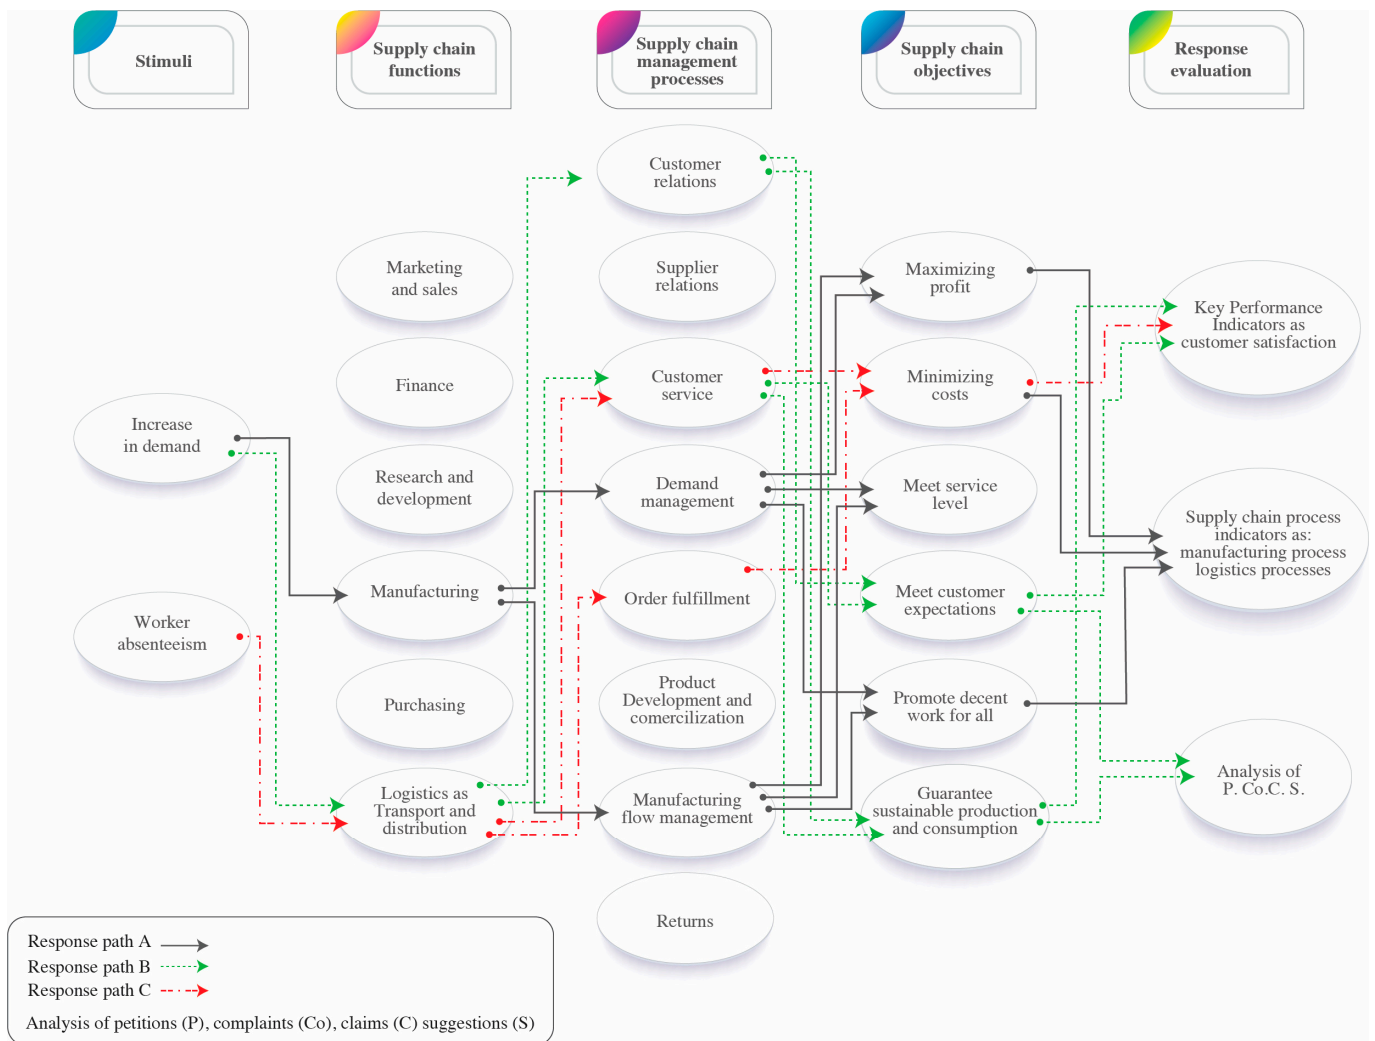 Stimuli
Supply chain
functions
Supply chain
management
processes
Supply chain
objectives
Response
evaluation
Increase
in demand
Worker
absenteeism
Marketing
and sales
Finance
Research and
development
Manufacturing
Purchasing
Logistics as
Transport and
distribution
Customer
relations
Supplier
relations
Customer
service
Demand
management
Order fulfillment
Product
Development and
comercilization
Manufacturing
flow management
Returns
Maximizing
profit
Minimizing
costs
Meet service
level
Meet customer
expectations
Promote decent
work for all
Guarantee
sustainable production
and consumption
Key Performance
Indicators as
customer satisfaction
Supply chain process
indicators as:
manufacturing process
logistics processes
Analysis of
P. Co.C. S.
Response path A
Response path B
Response path C
Analysis of petitions (P), complaints (Co), claims (C) suggestions (S)